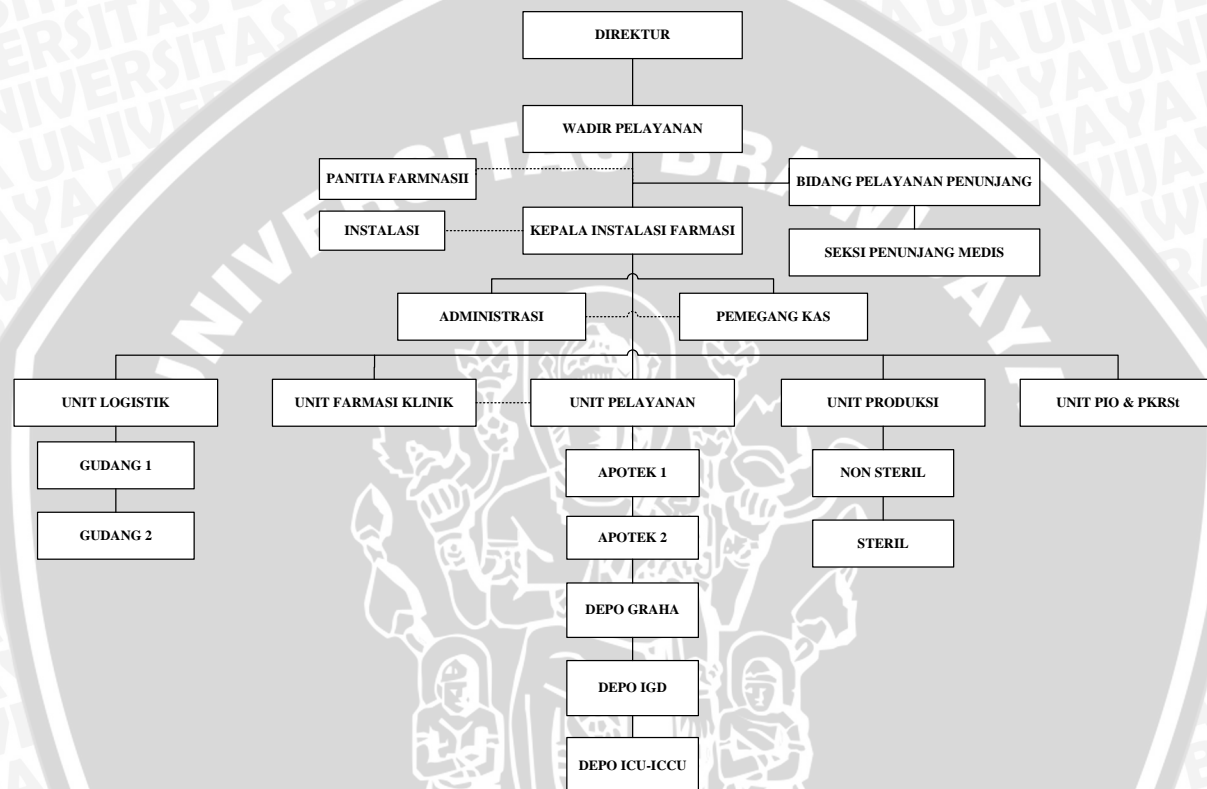 DIREKTUR
WADIR PELAYANAN
PANITIA FARMNASII
BIDANG PELAYANAN PENUNJANG
INSTALASI
KEPALA INSTALASI FARMASI
SEKSI PENUNJANG MEDIS
ADMINISTRASI
PEMEGANG KAS
UNIT LOGISTIK
UNIT FARMASI KLINIK
UNIT PELAYANAN
UNIT PRODUKSI
UNIT PIO & PKRSt
GUDANG 1
APOTEK 1
NON STERIL
GUDANG 2
APOTEK 2
STERIL
DEPO GRAHA
DEPO IGD
DEPO ICU-ICCU
UNIVERSITAS BRAWIJAYA